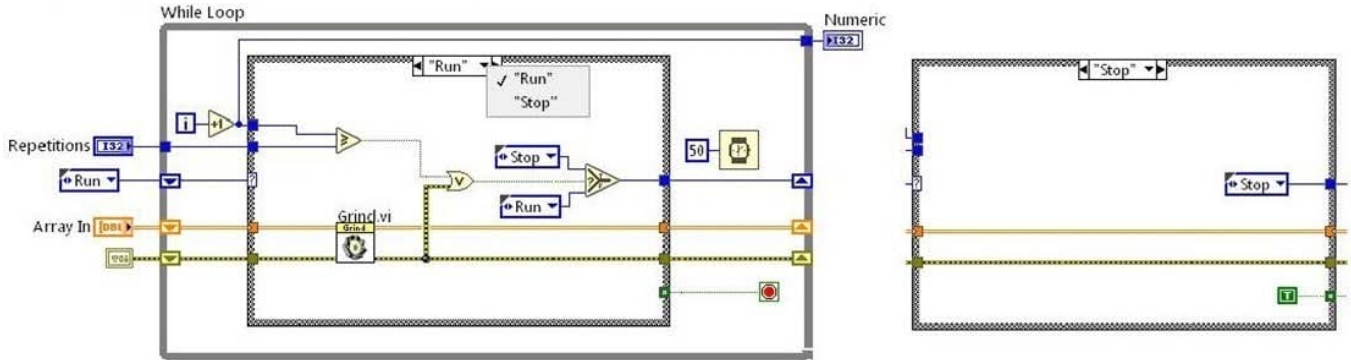 While Loop
Numeric
I32
"Run"
"Run"
"Stop"
"Stop"
i
+1
Repetitions
I32
50
Stop
Run
Run
Stop
Grind.vi
Grind
Array In
[DBL
T